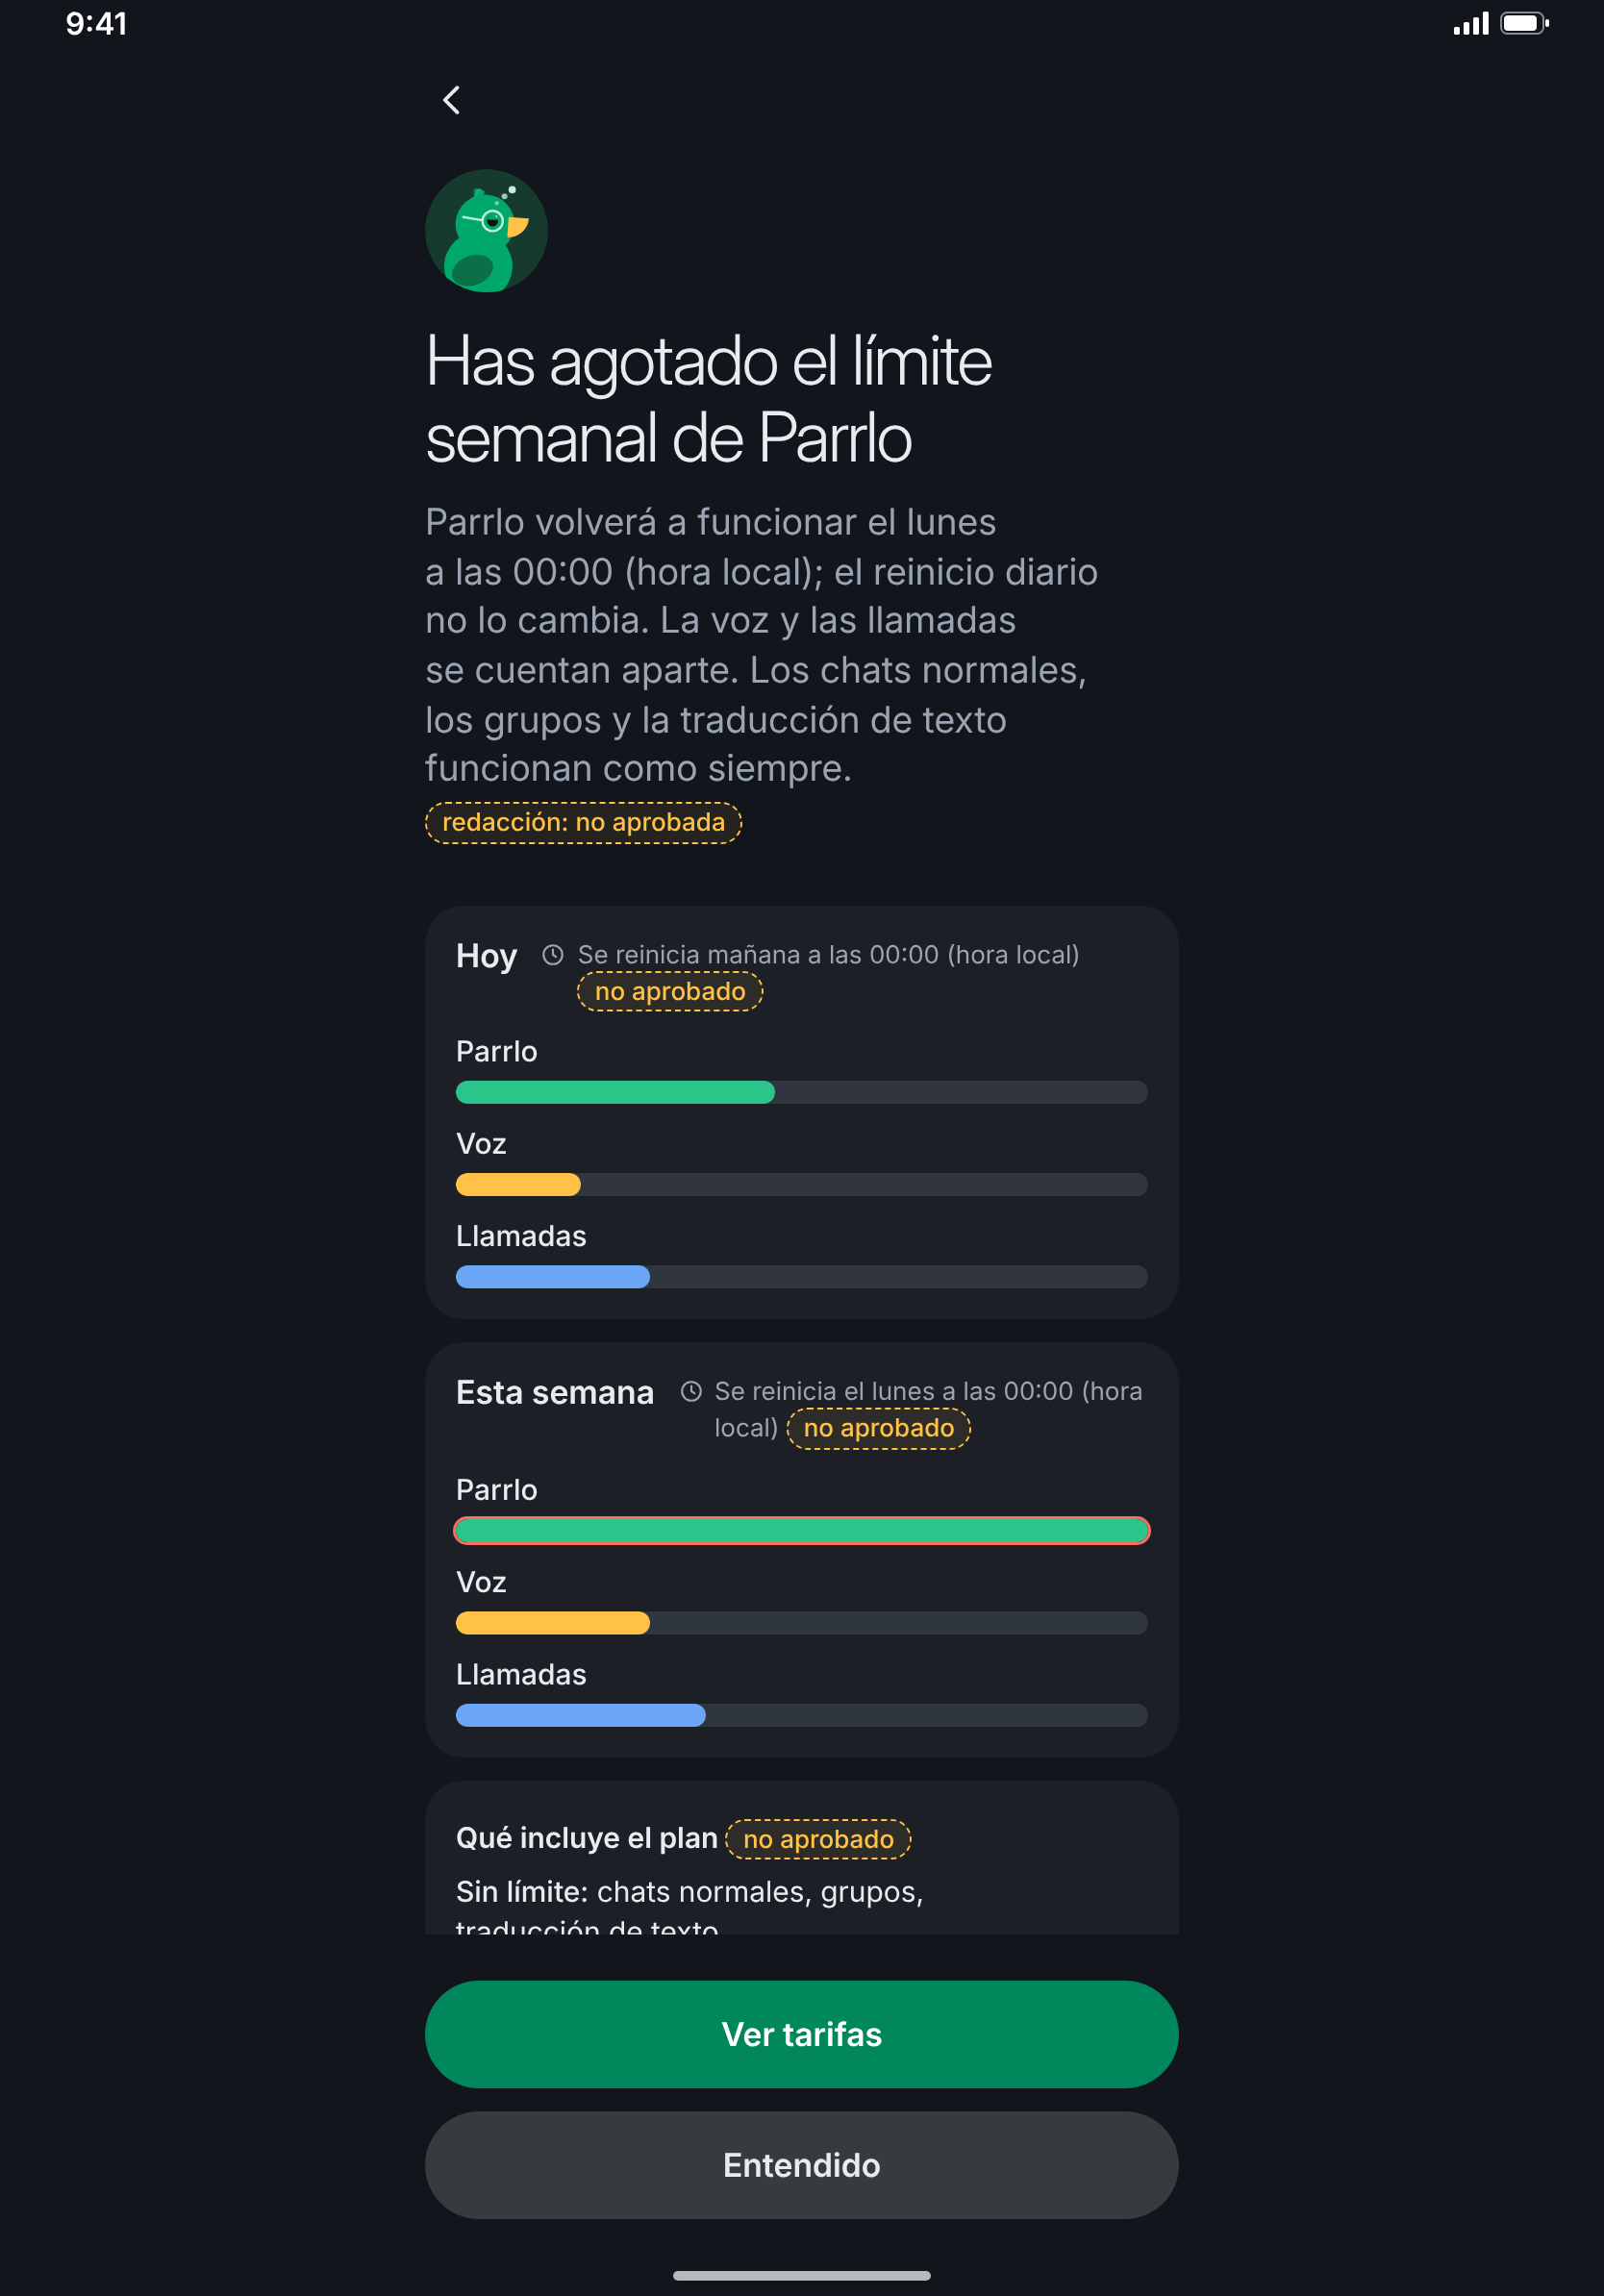 9:41
Has agotado el límite
semanal de Parrlo
Parrlo volverá a funcionar el lunes
a las 00:00 (hora local); el reinicio diario
no lo cambia. La voz y las llamadas
se cuentan aparte. Los chats normales,
los grupos y la traducción de texto
funcionan como siempre.
redacción: no aprobada
Hoy Se reinicia mañana a las 00:00 (hora local)
no aprobado
Parrlo
Voz
Llamadas
Esta semana Se reinicia el lunes a las 00:00 (hora
local) no aprobado
Parrlo
Voz
Llamadas
Qué incluye el plan no aprobado
Sin límite: chats normales, grupos,
traducción de texto
Ver tarifas
Entendido